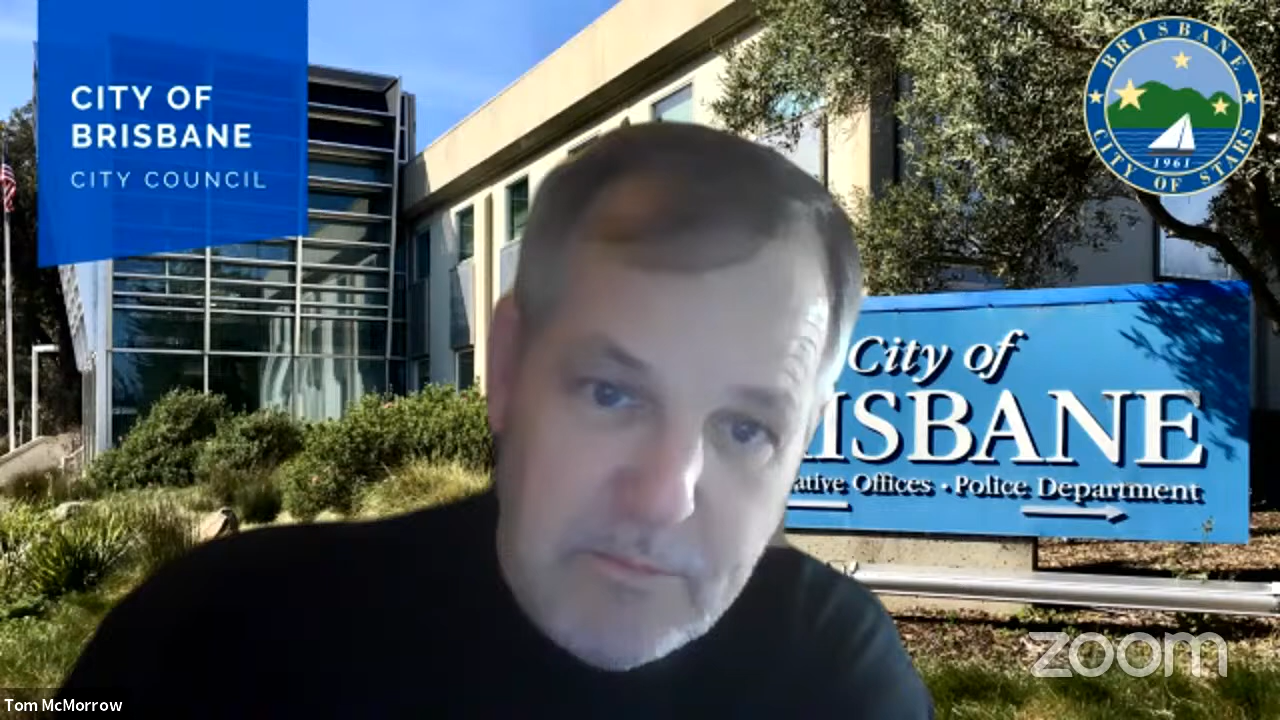 CITY OF
BRISBANE
CITY COUNCIL
BRISBANE
CITY OF STARS
1961
City of
ISBANE
ative Offices • Police Department
zoom
Tom McMorrow